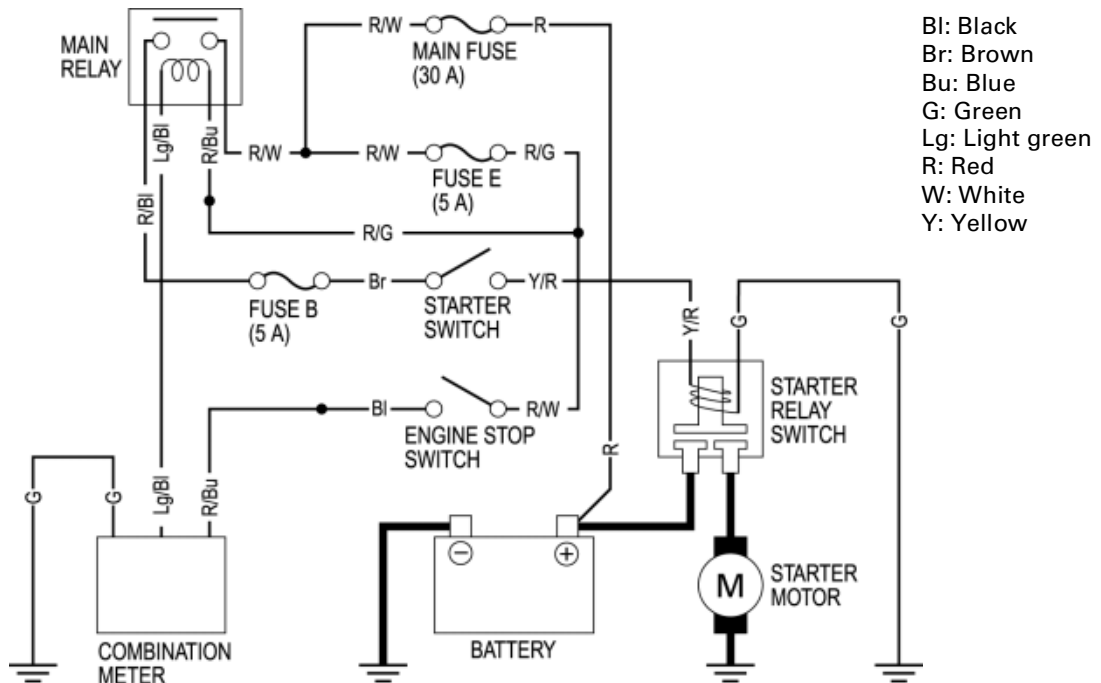 MAIN
RELAY
R/W
MAIN FUSE
(30 A)
R
Lg/Bl
R/Bu
R/W
R/W
FUSE E
(5 A)
R/G
R/Bl
R/G
FUSE B
(5 A)
Br
STARTER
SWITCH
Y/R
Y/R
G
G
STARTER
RELAY
SWITCH
Bl
ENGINE STOP
SWITCH
R/W
R
G
G
Lg/Bl
R/Bu
COMBINATION
METER
−
+
BATTERY
M
STARTER
MOTOR
Bl: Black
Br: Brown
Bu: Blue
G: Green
Lg: Light green
R: Red
W: White
Y: Yellow